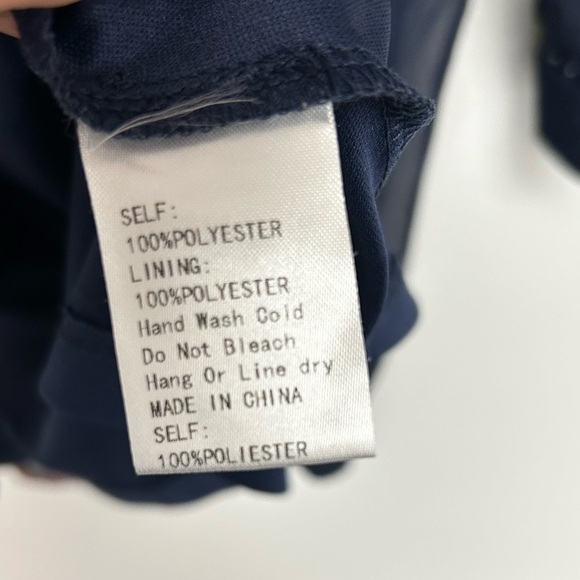 SELF:
100%POLYESTER
LINING:
100%POLYESTER
Hand Wash Cold
Do Not Bleach
Hang Or Line dry
MADE IN CHINA
SELF:
100%POLIESTER